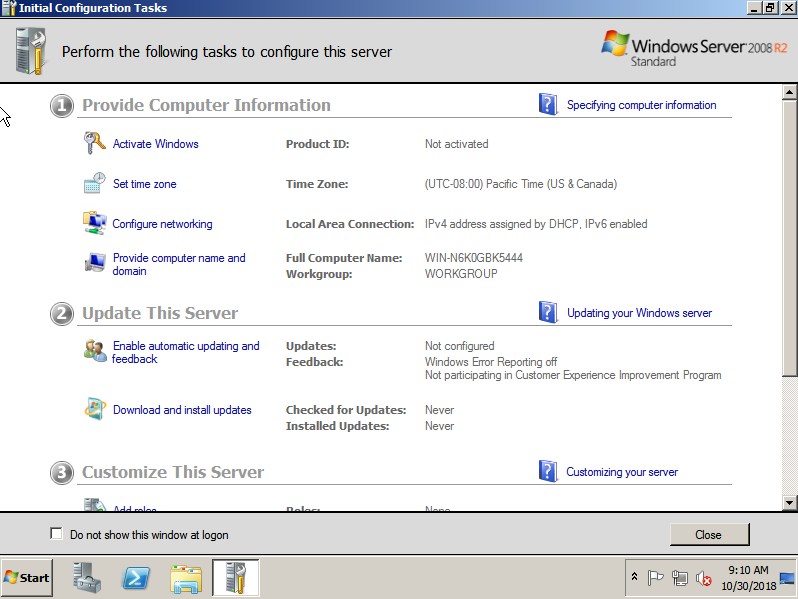 Initial Configuration Tasks
Perform the following tasks to configure this server
Windows Server 2008 R2
Standard
1 Provide Computer Information
Specifying computer information
Activate Windows Product ID: Not activated
Set time zone Time Zone: (UTC-08:00) Pacific Time (US & Canada)
Configure networking Local Area Connection: IPv4 address assigned by DHCP, IPv6 enabled
Provide computer name and domain
Full Computer Name: WIN-N6K0GBK5444
Workgroup: WORKGROUP
2 Update This Server
Updating your Windows server
Enable automatic updating and
feedback
Updates: Not configured
Feedback: Windows Error Reporting off
Not participating in Customer Experience Improvement Program
Download and install updates
Checked for Updates: Never
Installed Updates: Never
3 Customize This Server
Customizing your server
Add roles Roles: None
Do not show this window at logon
Close
Start
9:10 AM
10/30/2018